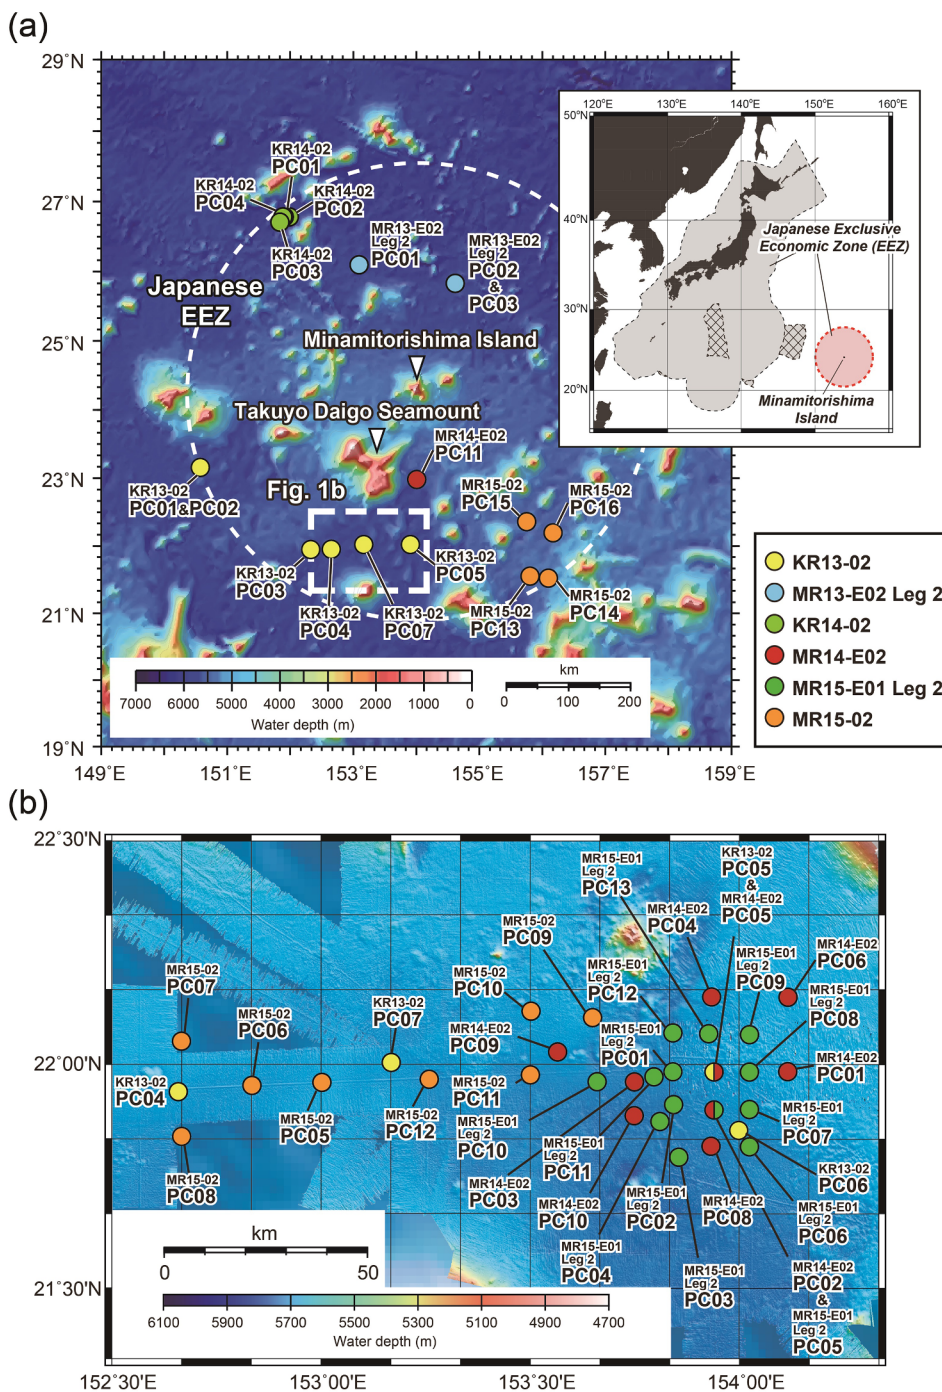 (a)
29°N
27°N
25°N
23°N
21°N
19°N
149°E
151°E
153°E
155°E
157°E
159°E
KR14-02
PC01
KR14-02
PC04
KR14-02
PC02
KR14-02
PC03
MR13-E02
Leg 2
PC01
MR13-E02
Leg 2
PC02
&
PC03
Japanese
EEZ
Minamitorishima Island
Takuyo Daigo Seamount
MR14-E02
PC11
KR13-02
PC01&PC02
Fig. 1b
MR15-02
PC15
MR15-02
PC16
KR13-02
PC03
KR13-02
PC04
KR13-02
PC07
KR13-02
PC05
MR15-02
PC13
MR15-02
PC14
7000 6000 5000 4000 3000 2000 1000 0
Water depth (m)
km
0 100 200
120°E 130°E 140°E 150°E 160°E
50°N
40°N
30°N
20°N
Japanese Exclusive
Economic Zone (EEZ)
Minamitorishima
Island
KR13-02
MR13-E02 Leg 2
KR14-02
MR14-E02
MR15-E01 Leg 2
MR15-02
(b)
22°30'N
22°00'N
21°30'N
152°30'E
153°00'E
153°30'E
154°00'E
MR15-E01
Leg 2
PC13
KR13-02
PC05
&
MR14-E02
PC05
MR14-E02
PC04
MR15-02
PC09
MR15-E01
Leg 2
PC12
MR15-E01
Leg 2
PC09
MR14-E02
PC06
MR15-02
PC07
MR15-02
PC10
MR15-E01
Leg 2
PC08
MR15-02
PC06
KR13-02
PC07
MR14-E02
PC09
MR15-E01
Leg 2
PC01
MR14-E02
PC01
KR13-02
PC04
MR15-02
PC05
MR15-02
PC12
MR15-02
PC11
MR15-E01
Leg 2
PC10
MR15-E01
Leg 2
PC11
MR15-E01
Leg 2
PC07
MR15-02
PC08
MR14-E02
PC03
MR14-E02
PC10
MR15-E01
Leg 2
PC02
MR14-E02
PC08
KR13-02
PC06
MR15-E01
Leg 2
PC06
MR15-E01
Leg 2
PC04
MR15-E01
Leg 2
PC03
MR14-E02
PC02
&
MR15-E01
Leg 2
PC05
km
0 50
6100 5900 5700 5500 5300 5100 4900 4700
Water depth (m)